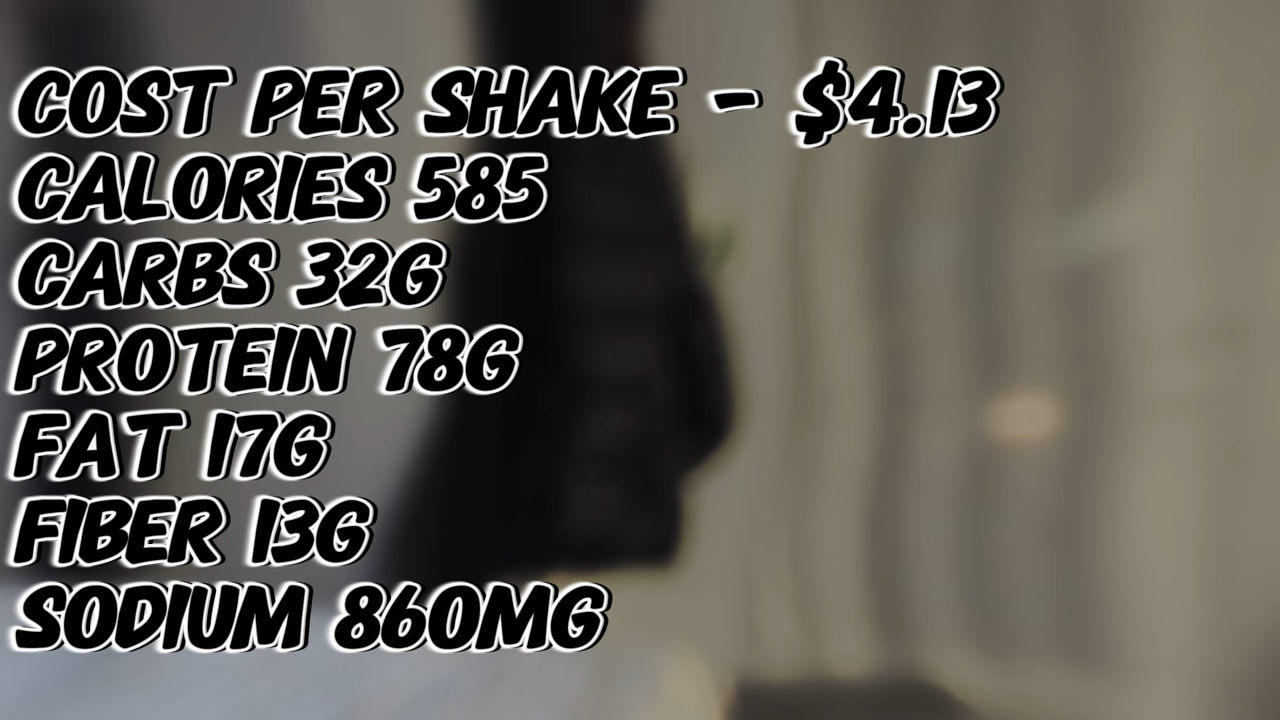 COST PER SHAKE - $4.13
CALORIES 585
CARBS 32G
PROTEIN 78G
FAT 17G
FIBER 13G
SODIUM 860MG